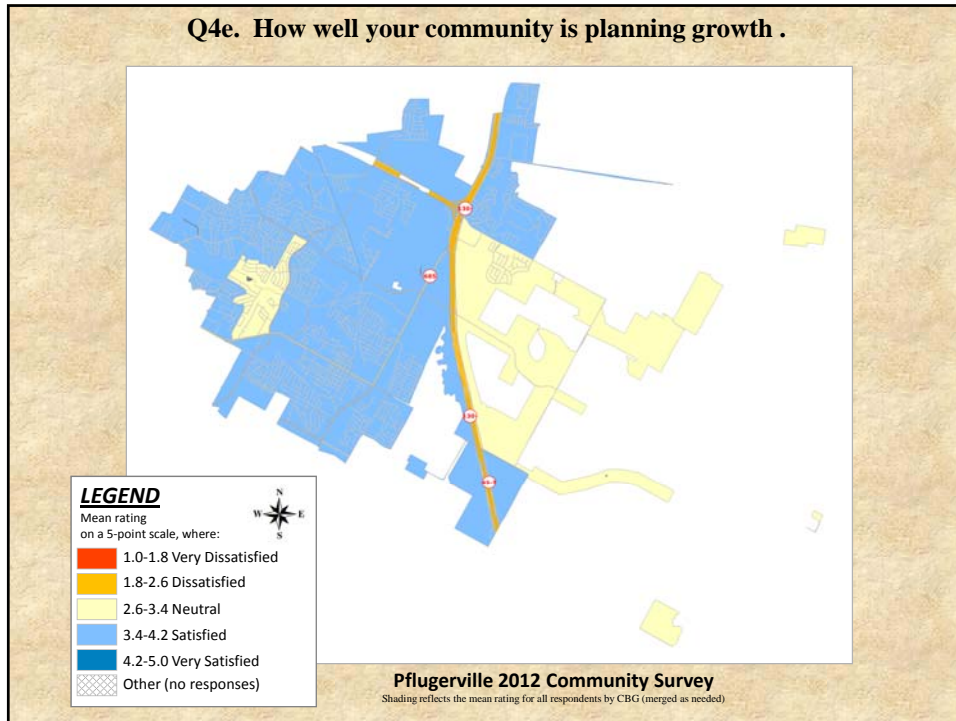 Q4e. How well your community is planning growth .
130
685
130
LEGEND
Mean rating
on a 5-point scale, where:
N
W E
S
1.0-1.8 Very Dissatisfied
1.8-2.6 Dissatisfied
2.6-3.4 Neutral
3.4-4.2 Satisfied
4.2-5.0 Very Satisfied
Other (no responses)
Pflugerville 2012 Community Survey
Shading reflects the mean rating for all respondents by CBG (merged as needed)